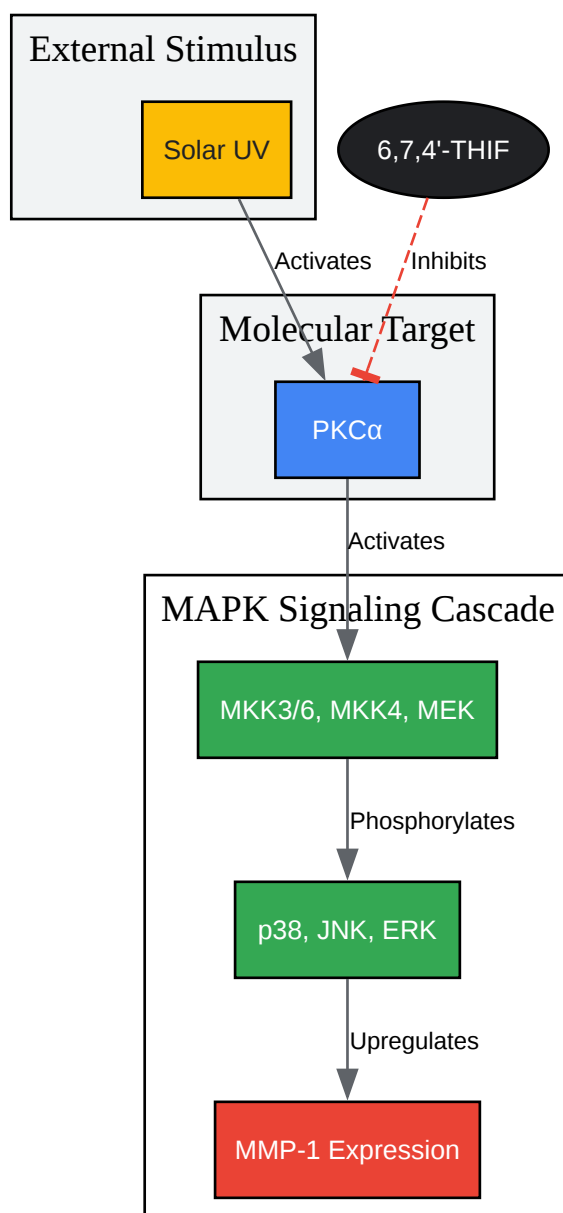 External Stimulus
Solar UV
6,7,4'-THIF
Activates
Inhibits
Molecular Target
PKCα
Activates
MAPK Signaling Cascade
MKK3/6, MKK4, MEK
Phosphorylates
p38, JNK, ERK
Upregulates
MMP-1 Expression